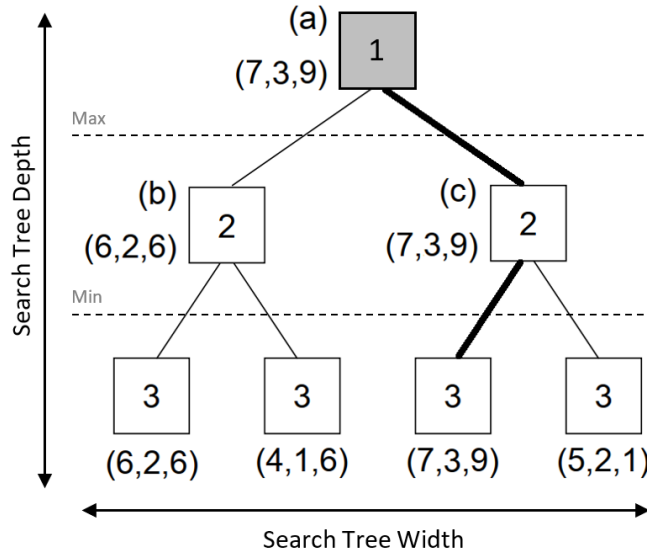 (a)
1
(7,3,9)
Max
(b)
2
(6,2,6)
(c)
2
(7,3,9)
Min
3
3
3
3
(6,2,6)
(4,1,6)
(7,3,9)
(5,2,1)
Search Tree Depth
Search Tree Width